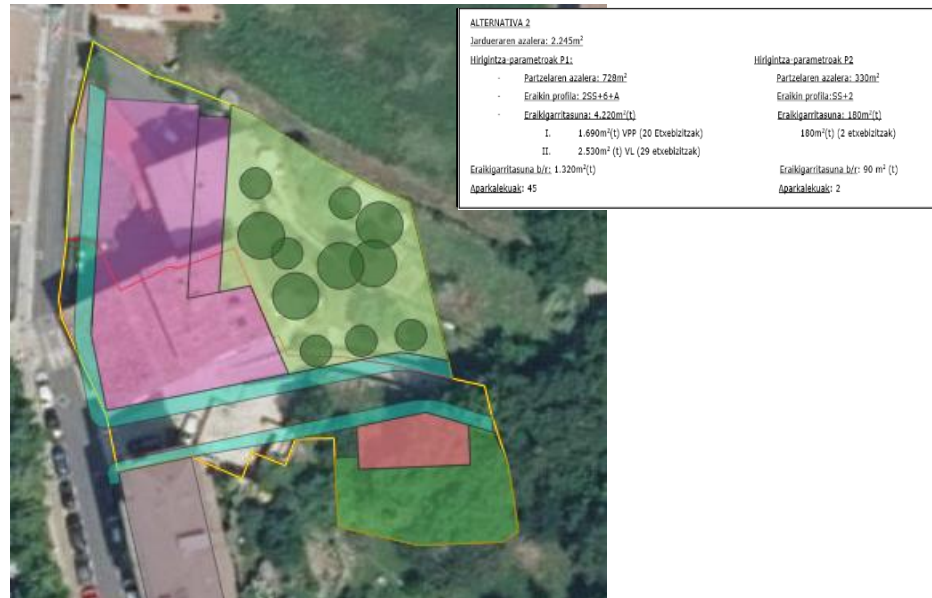 ALTERNATIVA 2
Jardueraren azalera: 2.245m²
Hirigintza-parametroak P1:
- Partzelaren azalera: 728m²
- Eraikin profila: 2SS+6+A
- Eraikigarritasuna: 4.220m²(t)
I. 1.690m²(t) VPP (20 Etxebizitzak)
II. 2.530m² (t) VL (29 etxebizitzak)
Eraikigarritasuna b/r: 1.320m²(t)
Aparkalekuak: 45
Hirigintza-parametroak P2
Partzelaren azalera: 330m²
Eraikin profila:SS+2
Eraikigarritasuna: 180m²(t)
180m²(t) (2 etxebizitzak)
Eraikigarritasuna b/r: 90 m² (t)
Aparkalekuak: 2